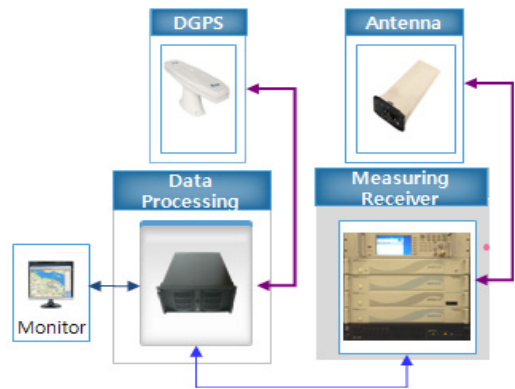 DGPS
Antenna
Data
Processing
Measuring
Receiver
Monitor